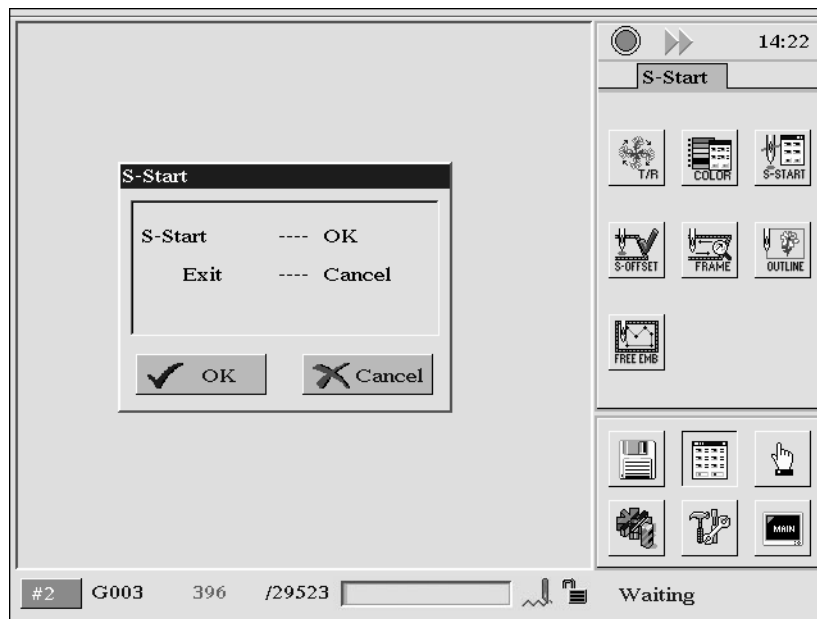 14:22
S-Start
T/R COLOR S-START
S-OFFSET FRAME OUTLINE
FREE EMB
S-Start
S-Start ---- OK
Exit ---- Cancel
OK Cancel
MAIN
#2 G003 396 /29523 Waiting